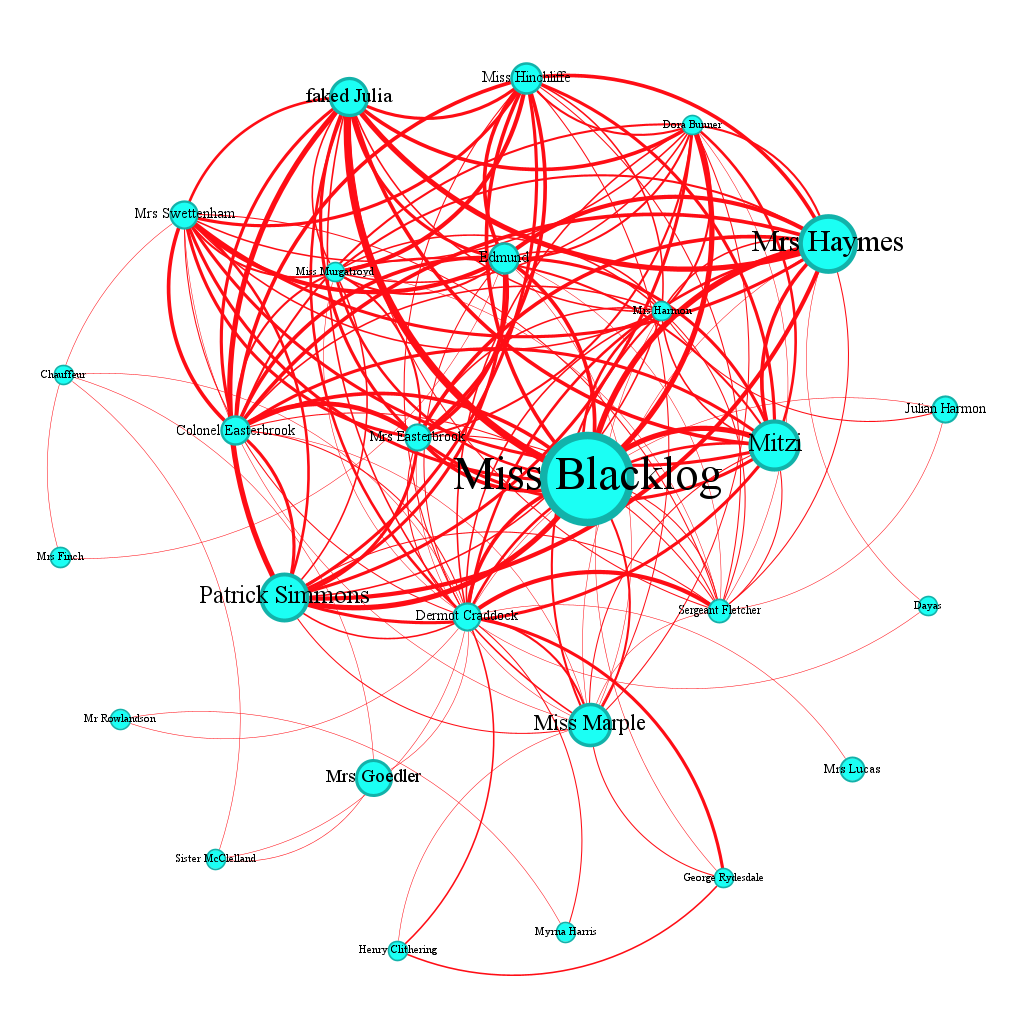 Miss Hinchliffe
faked Julia
Dora Bunner
Mrs Swettenham
Mrs Haymes
Edmund
Miss Murgatroyd
Mrs Harmon
Chauffeur
Julian Harmon
Colonel Easterbrook
Mrs Easterbrook
Mitzi
Miss Blacklog
Mrs Finch
Patrick Simmons
Dayas
Sergeant Fletcher
Dermot Craddock
Mr Rowlandson
Miss Marple
Mrs Lucas
Mrs Goedler
Sister McClelland
George Rydesdale
Myrna Harris
Henry Clithering